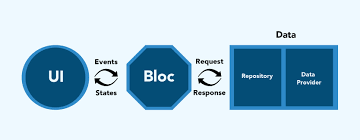 Data
Events
Request
UI
Bloc
Repository
Data
Provider
States
Response